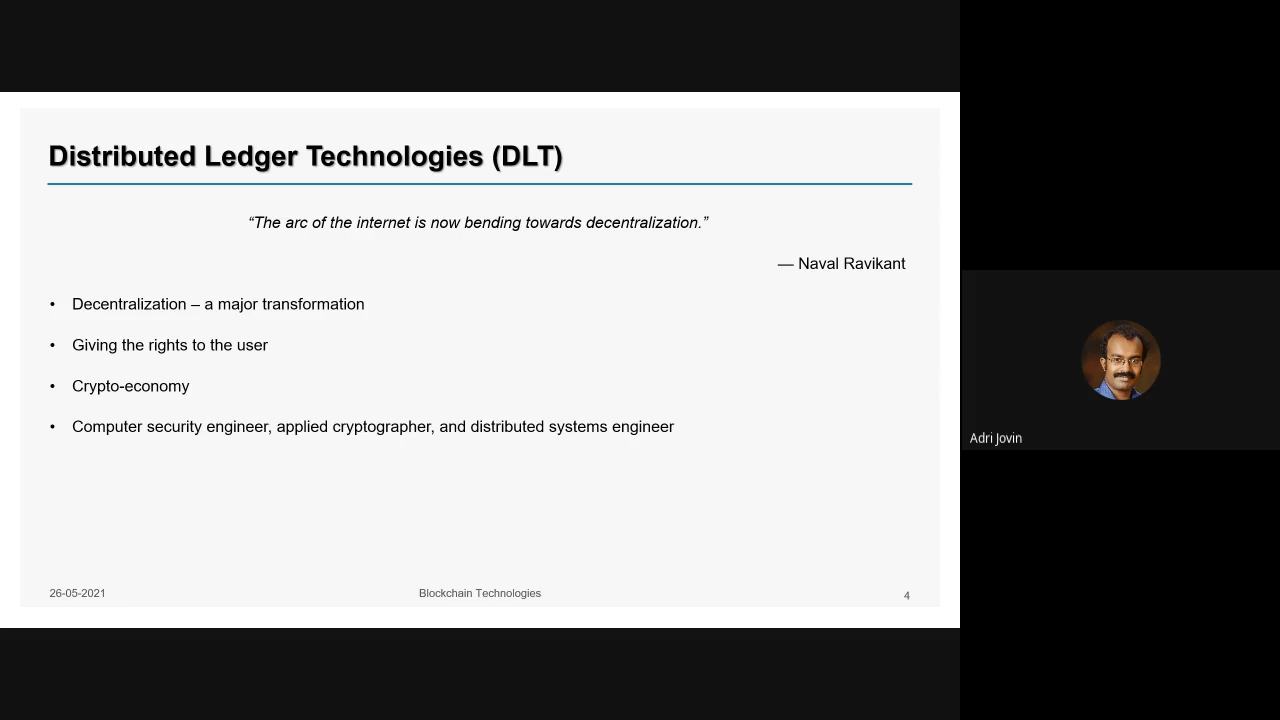 Distributed Ledger Technologies (DLT)
“The arc of the internet is now bending towards decentralization.”
— Naval Ravikant
• Decentralization – a major transformation
• Giving the rights to the user
• Crypto-economy
• Computer security engineer, applied cryptographer, and distributed systems engineer
26-05-2021
Blockchain Technologies
4
Adri Jovin